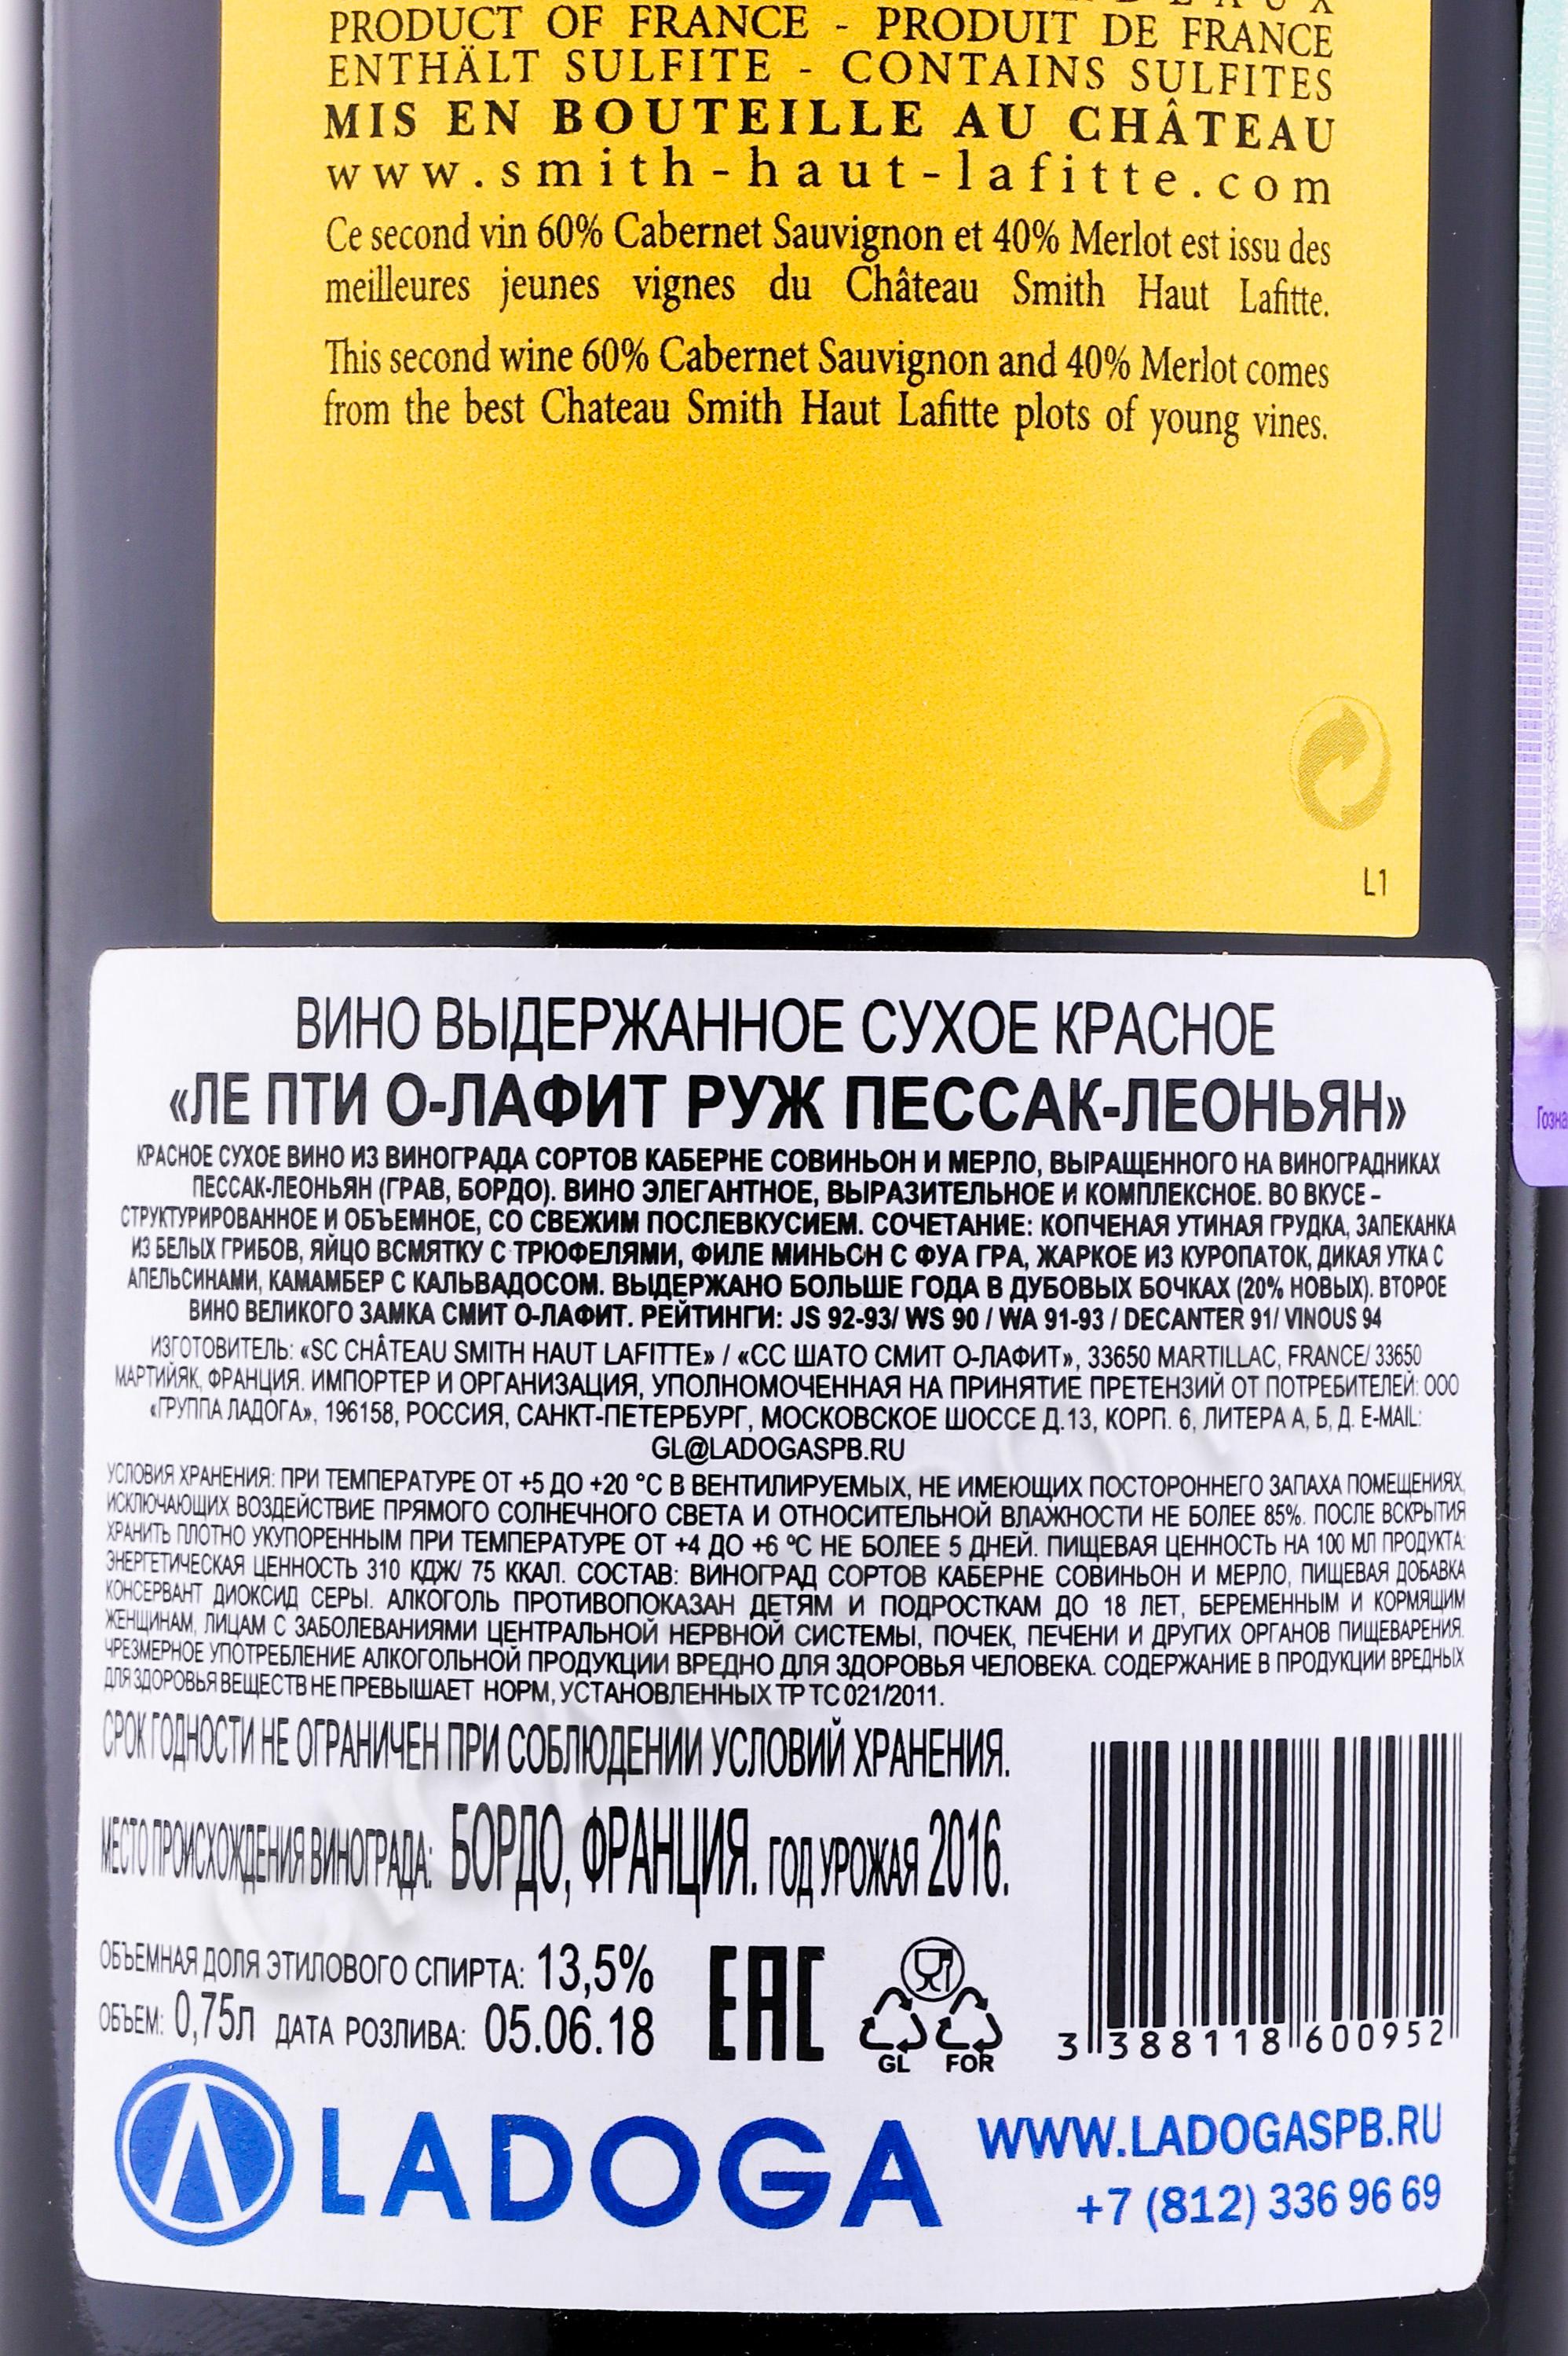 PRODUCT OF FRANCE - PRODUIT DE FRANCE
ENTHÄLT SULFITE - CONTAINS SULFITES
MIS EN BOUTEILLE AU CHÂTEAU
www.smith-haut-lafitte.com
Ce second vin 60% Cabernet Sauvignon et 40% Merlot est issu des
meilleures jeunes vignes du Château Smith Haut Lafitte.
This second wine 60% Cabernet Sauvignon and 40% Merlot comes
from the best Chateau Smith Haut Lafitte plots of young vines.
L1
ВИНО ВЫДЕРЖАННОЕ СУХОЕ КРАСНОЕ
«ЛЕ ПТИ О-ЛАФИТ РУЖ ПЕССАК-ЛЕОНЬЯН»
КРАСНОЕ СУХОЕ ВИНО ИЗ ВИНОГРАДА СОРТОВ КАБЕРНЕ СОВИНЬОН И МЕРЛО, ВЫРАЩЕННОГО НА ВИНОГРАДНИКАХ
ПЕССАК-ЛЕОНЬЯН (ГРАВ, БОРДО). ВИНО ЭЛЕГАНТНОЕ, ВЫРАЗИТЕЛЬНОЕ И КОМПЛЕКСНОЕ. ВО ВКУСЕ –
СТРУКТУРИРОВАННОЕ И ОБЪЕМНОЕ, СО СВЕЖИМ ПОСЛЕВКУСИЕМ. СОЧЕТАНИЕ: КОПЧЕНАЯ УТИНАЯ ГРУДКА, ЗАПЕКАНКА
ИЗ БЕЛЫХ ГРИБОВ, ЯЙЦО ВСМЯТКУ С ТРЮФЕЛЯМИ, ФИЛЕ МИНЬОН С ФУА ГРА, ЖАРКОЕ ИЗ КУРОПАТОК, ДИКАЯ УТКА С
АПЕЛЬСИНАМИ, КАМАМБЕР С КАЛЬВАДОСОМ. ВЫДЕРЖАНО БОЛЬШЕ ГОДА В ДУБОВЫХ БОЧКАХ (20% НОВЫХ). ВТОРОЕ
ВИНО ВЕЛИКОГО ЗАМКА СМИТ О-ЛАФИТ. РЕЙТИНГИ: JS 92-93/ WS 90 / WA 91-93 / DECANTER 91/ VINOUS 94
ИЗГОТОВИТЕЛЬ: «SC CHÂTEAU SMITH HAUT LAFITTE» / «СС ШАТО СМИТ О-ЛАФИТ», 33650 MARTILLAC, FRANCE/ 33650
МАРТИЙЯК, ФРАНЦИЯ. ИМПОРТЕР И ОРГАНИЗАЦИЯ, УПОЛНОМОЧЕННАЯ НА ПРИНЯТИЕ ПРЕТЕНЗИЙ ОТ ПОТРЕБИТЕЛЕЙ: ООО
«ГРУППА ЛАДОГА», 196158, РОССИЯ, САНКТ-ПЕТЕРБУРГ, МОСКОВСКОЕ ШОССЕ Д.13, КОРП. 6, ЛИТЕРА А, Б, Д. E-MAIL:
GL@LADOGASPB.RU
УСЛОВИЯ ХРАНЕНИЯ: ПРИ ТЕМПЕРАТУРЕ ОТ +5 ДО +20 °С В ВЕНТИЛИРУЕМЫХ, НЕ ИМЕЮЩИХ ПОСТОРОННЕГО ЗАПАХА ПОМЕЩЕНИЯХ,
ИСКЛЮЧАЮЩИХ ВОЗДЕЙСТВИЕ ПРЯМОГО СОЛНЕЧНОГО СВЕТА И ОТНОСИТЕЛЬНОЙ ВЛАЖНОСТИ НЕ БОЛЕЕ 85%. ПОСЛЕ ВСКРЫТИЯ
ХРАНИТЬ ПЛОТНО УКУПОРЕННЫМ ПРИ ТЕМПЕРАТУРЕ ОТ +4 ДО +6 °С НЕ БОЛЕЕ 5 ДНЕЙ. ПИЩЕВАЯ ЦЕННОСТЬ НА 100 МЛ ПРОДУКТА:
ЭНЕРГЕТИЧЕСКАЯ ЦЕННОСТЬ 310 КДЖ/ 75 ККАЛ. СОСТАВ: ВИНОГРАД СОРТОВ КАБЕРНЕ СОВИНЬОН И МЕРЛО, ПИЩЕВАЯ ДОБАВКА
КОНСЕРВАНТ ДИОКСИД СЕРЫ. АЛКОГОЛЬ ПРОТИВОПОКАЗАН ДЕТЯМ И ПОДРОСТКАМ ДО 18 ЛЕТ, БЕРЕМЕННЫМ И КОРМЯЩИМ
ЖЕНЩИНАМ, ЛИЦАМ С ЗАБОЛЕВАНИЯМИ ЦЕНТРАЛЬНОЙ НЕРВНОЙ СИСТЕМЫ, ПОЧЕК, ПЕЧЕНИ И ДРУГИХ ОРГАНОВ ПИЩЕВАРЕНИЯ.
ЧРЕЗМЕРНОЕ УПОТРЕБЛЕНИЕ АЛКОГОЛЬНОЙ ПРОДУКЦИИ ВРЕДНО ДЛЯ ЗДОРОВЬЯ ЧЕЛОВЕКА. СОДЕРЖАНИЕ В ПРОДУКЦИИ ВРЕДНЫХ
ДЛЯ ЗДОРОВЬЯ ВЕЩЕСТВ НЕ ПРЕВЫШАЕТ НОРМ, УСТАНОВЛЕННЫХ ТР ТС 021/2011.
СРОК ГОДНОСТИ НЕ ОГРАНИЧЕН ПРИ СОБЛЮДЕНИИ УСЛОВИЙ ХРАНЕНИЯ.
МЕСТО ПРОИСХОЖДЕНИЯ ВИНОГРАДА: БОРДО, ФРАНЦИЯ. ГОД УРОЖАЯ 2016.
ОБЪЕМНАЯ ДОЛЯ ЭТИЛОВОГО СПИРТА: 13,5%
ОБЪЕМ: 0,75л ДАТА РОЗЛИВА: 05.06.18
EAC
GL FOR
3 388118 600952
LADOGA
WWW.LADOGASPB.RU
+7 (812) 336 96 69